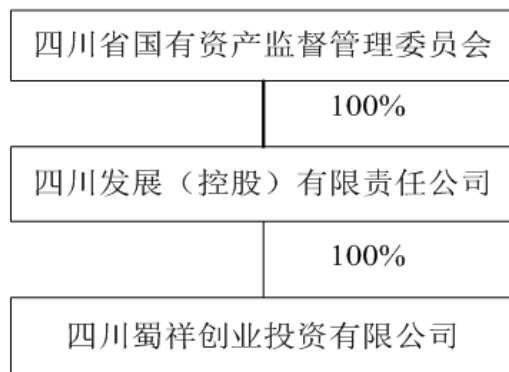 四川省国有资产监督管理委员会
100%
四川发展（控股）有限责任公司
100%
四川蜀祥创业投资有限公司